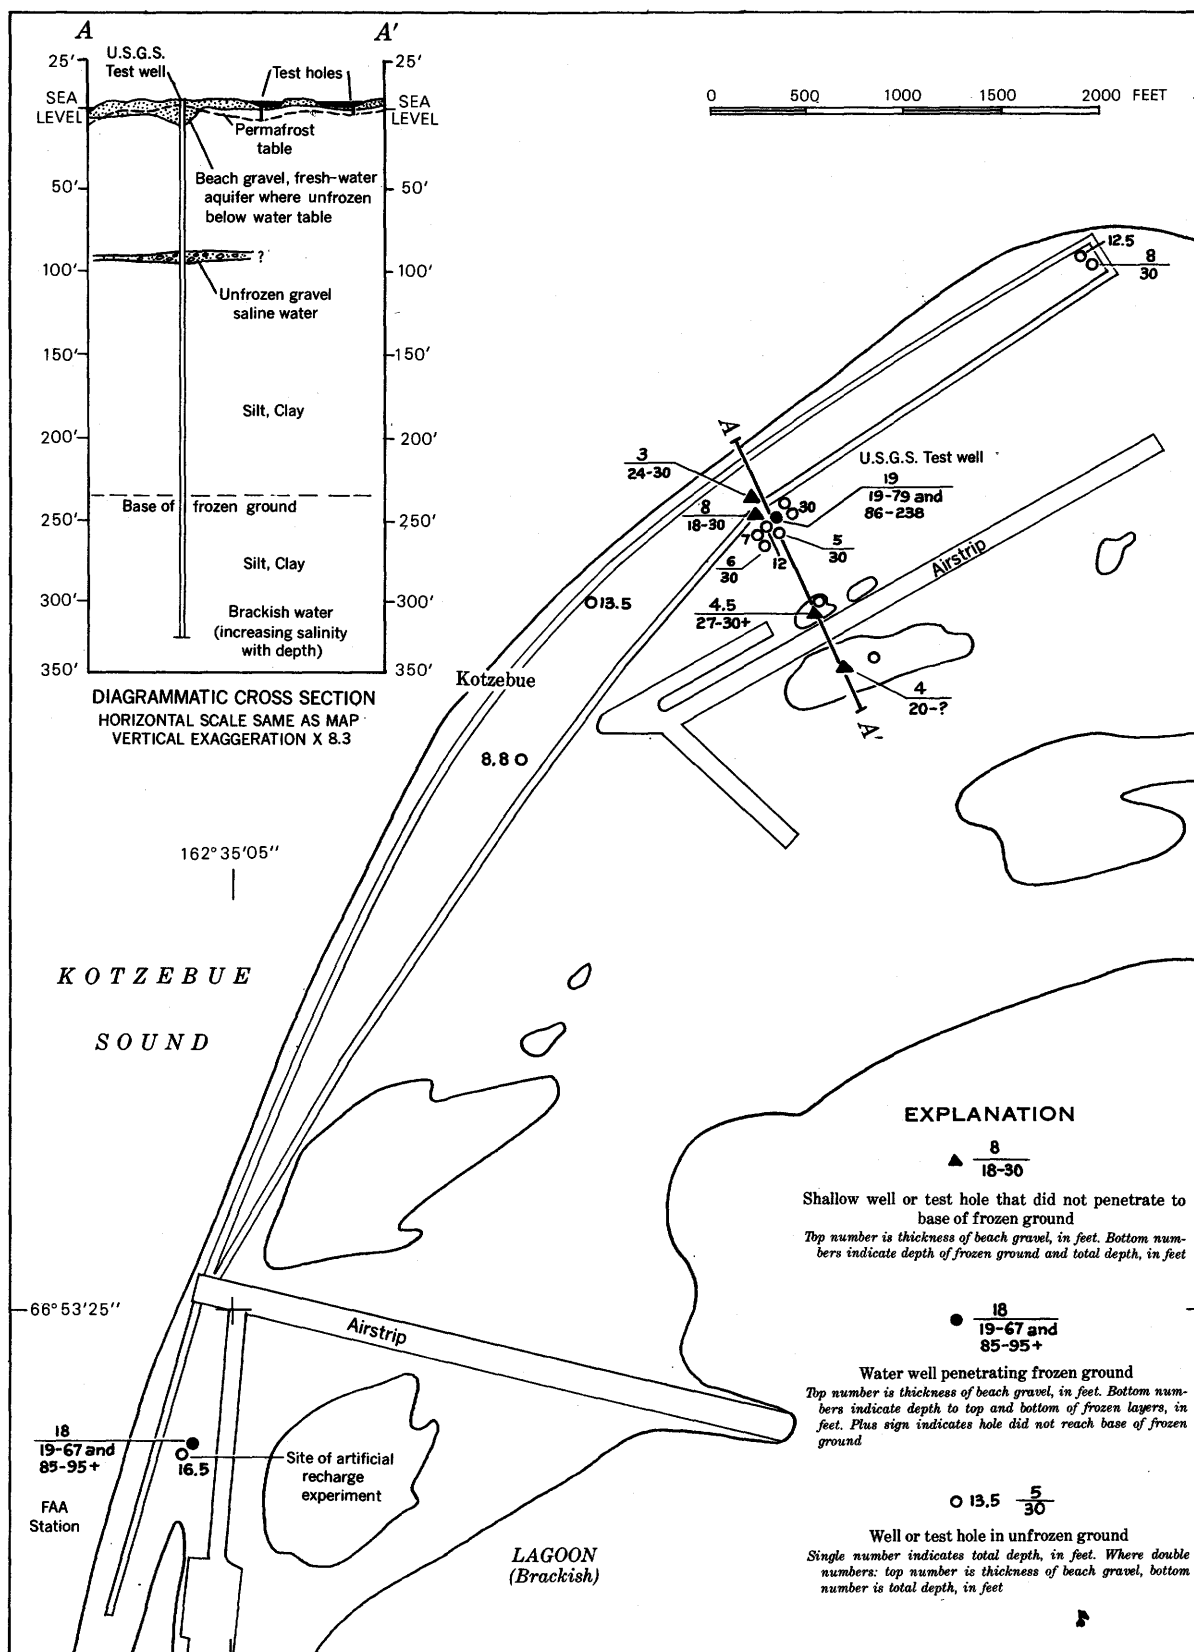 A
A'
U.S.G.S.
Test well
Test holes
25'
25'
SEA
LEVEL
SEA
LEVEL
Permafrost
table
Beach gravel, fresh-water
aquifer where unfrozen
below water table
50'
50'
?
100'
100'
Unfrozen gravel
saline water
150'
150'
Silt, Clay
200'
200'
Base of frozen ground
250'
250'
Silt, Clay
300'
300'
Brackish water
(increasing salinity
with depth)
350'
350'
DIAGRAMMATIC CROSS SECTION
HORIZONTAL SCALE SAME AS MAP
VERTICAL EXAGGERATION X 8.3
0 500 1000 1500 2000 FEET
12.5
8
30
A
3
24-30
8
18-30
30
U.S.G.S. Test well
19
19-79 and
86-238
7
12
5
30
6
30
Airstrip
13.5
4.5
27-30+
4
20-?
A'
Kotzebue
8.8
162°35'05"
KOTZEBUE
SOUND
66°53'25"
Airstrip
18
19-67 and
85-95+
16.5
Site of artificial
recharge
experiment
FAA
Station
LAGOON
(Brackish)
EXPLANATION
8
18-30
Shallow well or test hole that did not penetrate to
base of frozen ground
Top number is thickness of beach gravel, in feet. Bottom num-
bers indicate depth of frozen ground and total depth, in feet
18
19-67 and
85-95+
Water well penetrating frozen ground
Top number is thickness of beach gravel, in feet. Bottom num-
bers indicate depth to top and bottom of frozen layers, in
feet. Plus sign indicates hole did not reach base of frozen
ground
13.5 5
30
Well or test hole in unfrozen ground
Single number indicates total depth, in feet. Where double
numbers: top number is thickness of beach gravel, bottom
number is total depth, in feet